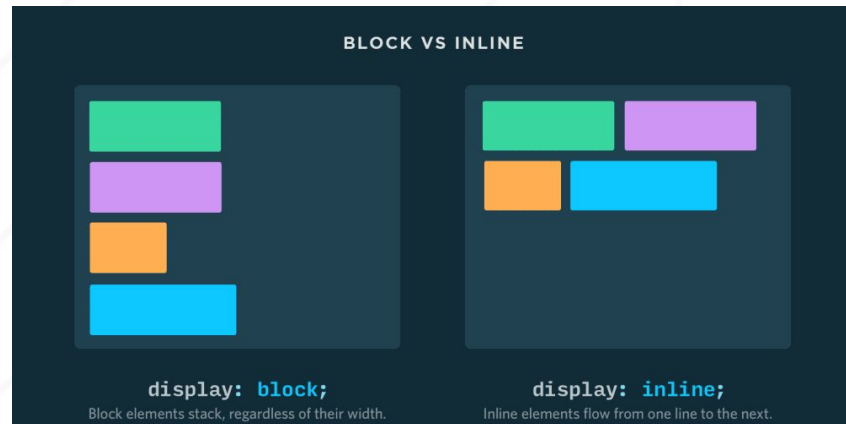 BLOCK VS INLINE
display: block;
Block elements stack, regardless of their width.
display: inline;
Inline elements flow from one line to the next.